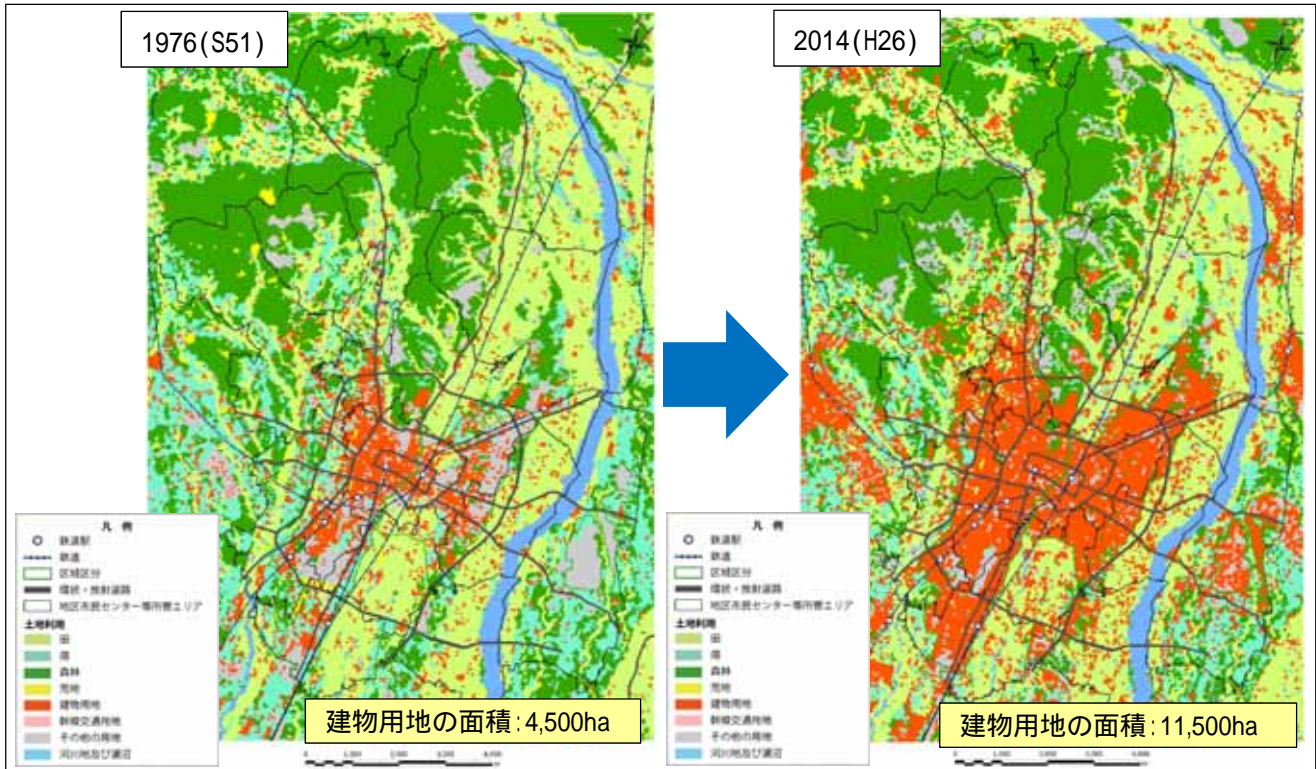 1976(S51)
凡 例
鉄道駅
鉄道
区域区分
環状・放射道路
地区市民センター等所管エリア
土地利用
田
畑
森林
荒地
建物用地
幹線交通用地
その他の用地
河川地及び湖沼
建物用地の面積:4,500ha
2014(H26)
凡 例
鉄道駅
鉄道
区域区分
環状・放射道路
地区市民センター等所管エリア
土地利用
田
畑
森林
荒地
建物用地
幹線交通用地
その他の用地
河川地及び湖沼
建物用地の面積:11,500ha